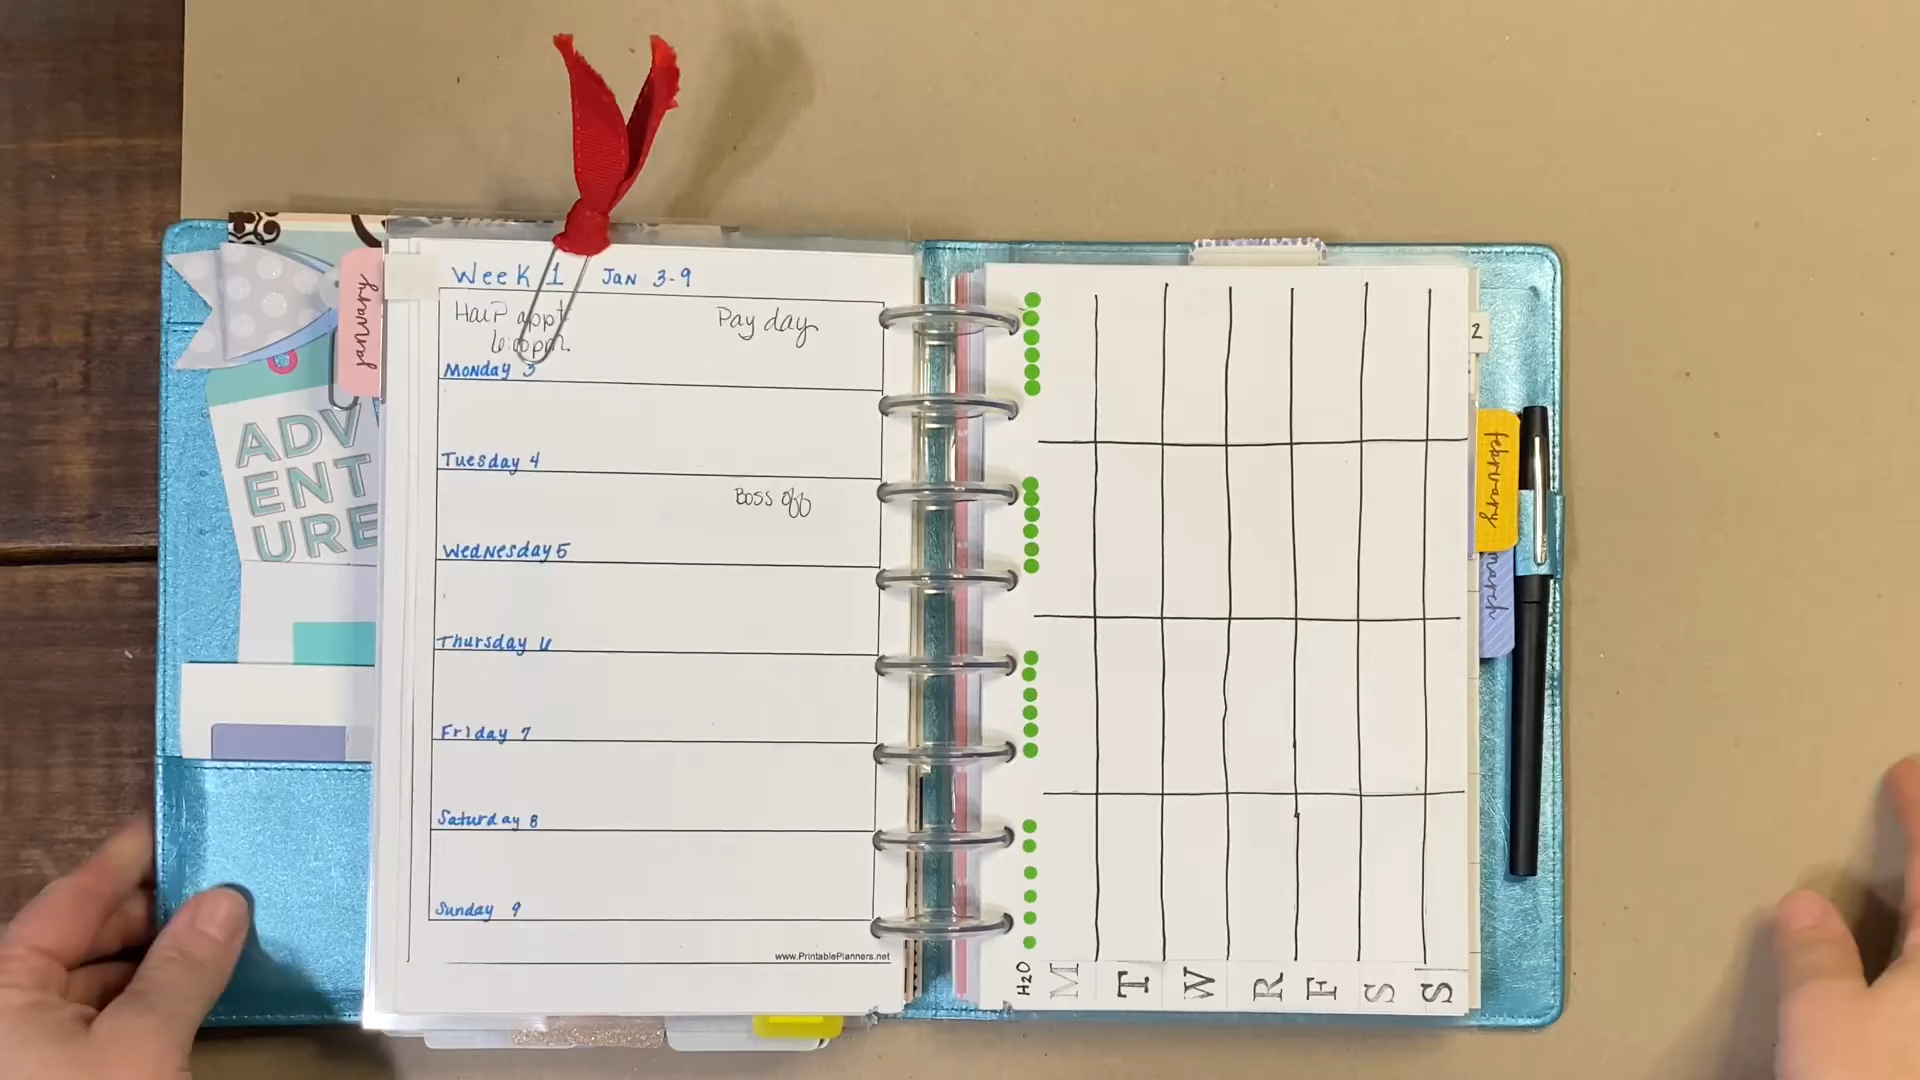 Week 1 Jan 3-9
Hair appt Pay day
6:00pm.
Monday 3
Tuesday 4
Boss off
Wednesday 5
Thursday 6
Friday 7
Saturday 8
Sunday 9
www.PrintablePlanners.net
ADV
ENT
URE
2
february
march
H2O
M
T
W
R
F
S
S